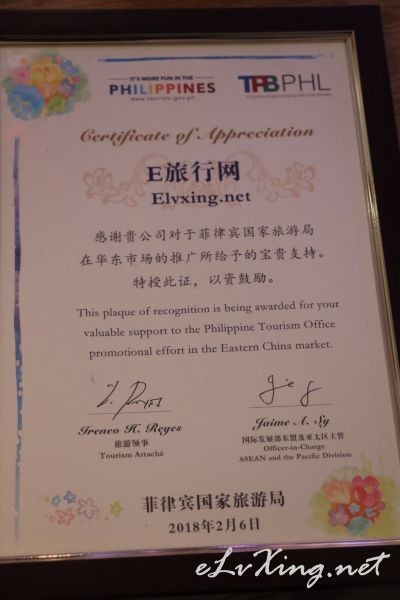 IT'S MORE FUN IN THE
PHILIPPINES
www.tourism.gov.ph
TPBPHL
TOURISM PROMOTIONS BOARD PHILIPPINES
Certificate of Appreciation
E旅行网
Elvxing.net
感谢贵公司对于菲律宾国家旅游局
在华东市场的推广所给予的宝贵支持。
特授此证，以资鼓励。
This plaque of recognition is being awarded for your
valuable support to the Philippine Tourism Office
promotional effort in the Eastern China market.
Ireneo H. Reyes
旅游领事
Tourism Attaché
Jaime A. Sy
国际发展部东盟及亚太区主管
Officer-in-Charge
ASEAN and the Pacific Division
菲律宾国家旅游局
2018年2月6日
eLvXing.net